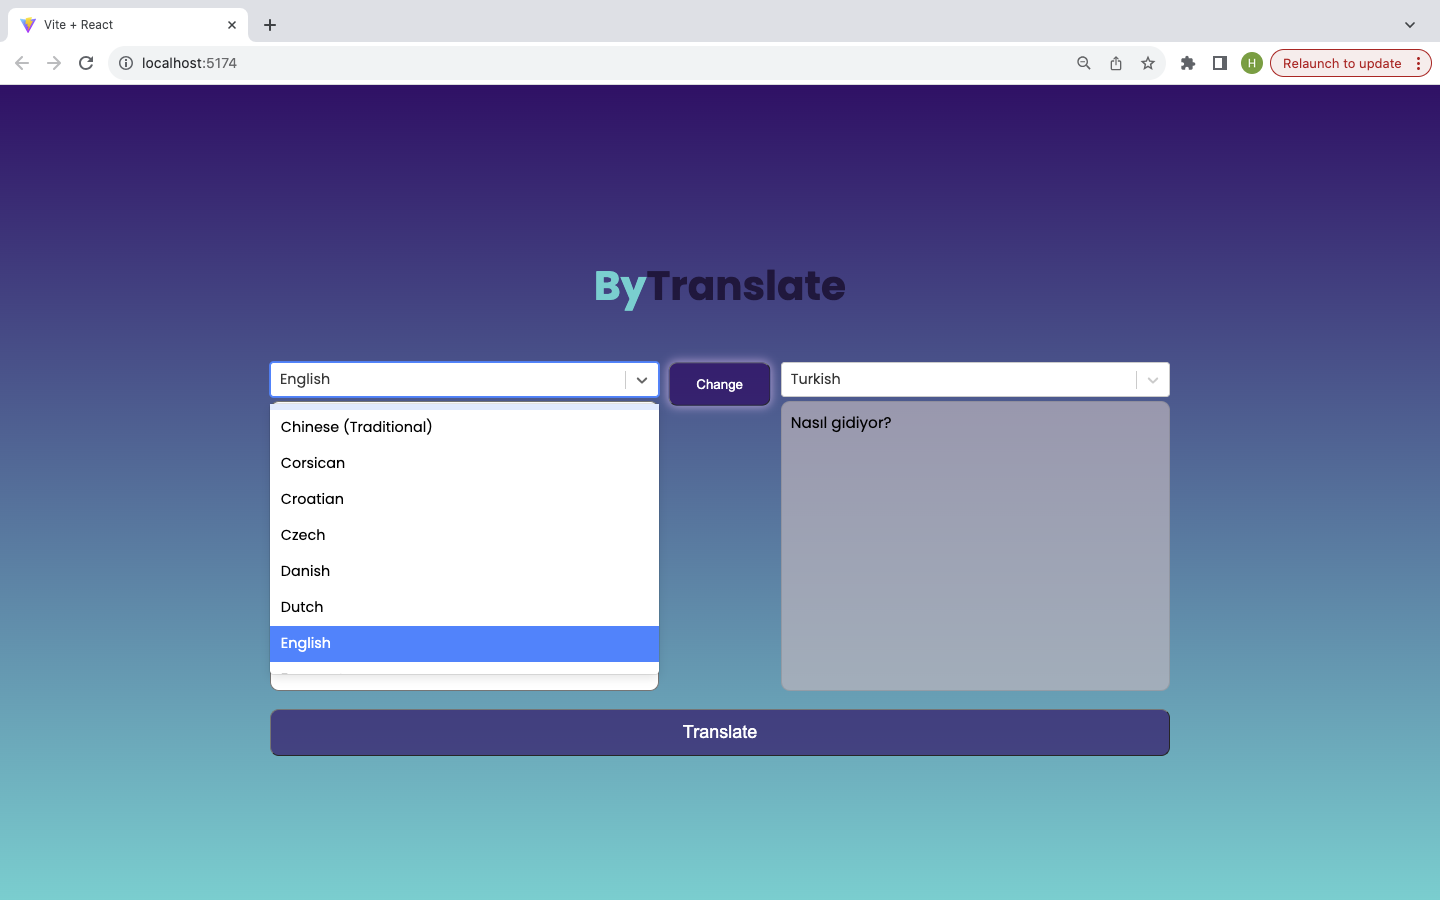 Vite + React
localhost:5174
H
Relaunch to update
ByTranslate
English
Change
Turkish
Chinese (Traditional)
Corsican
Croatian
Czech
Danish
Dutch
English
Nasıl gidiyor?
Translate